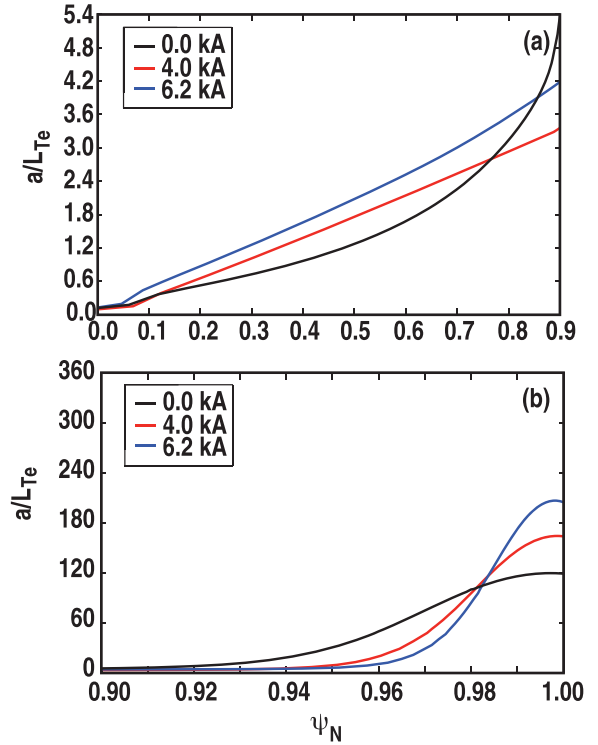 5.4
4.8
4.2
3.6
3.0
2.4
1.8
1.2
0.6
0.0
a/L_Te
0.0 kA
4.0 kA
6.2 kA
(a)
0.0 0.1 0.2 0.3 0.4 0.5 0.6 0.7 0.8 0.9
360
300
240
180
120
60
0
a/L_Te
0.0 kA
4.0 kA
6.2 kA
(b)
0.90 0.92 0.94 0.96 0.98 1.00
ψ_N